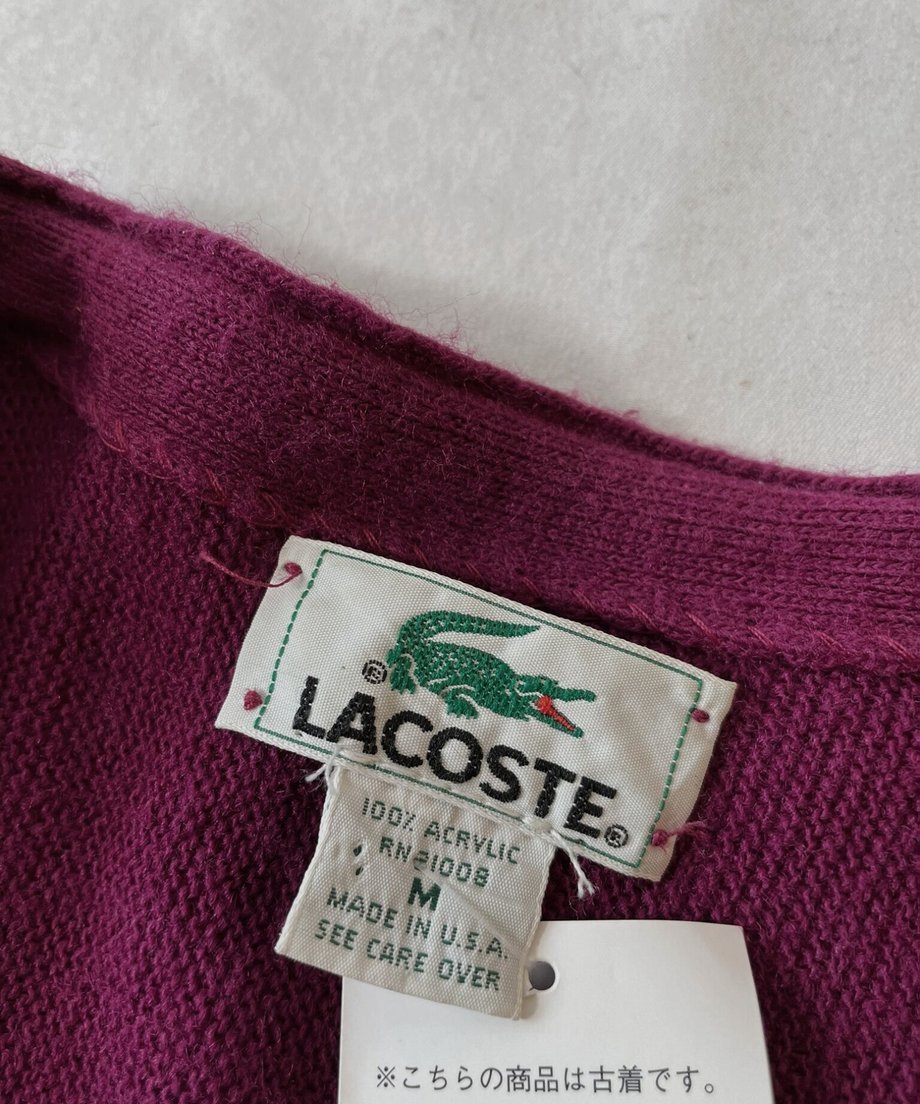 ® LACOSTE®
100% ACRYLIC
RN 21008
M
MADE IN U.S.A.
SEE CARE OVER
※こちらの商品は古着です。